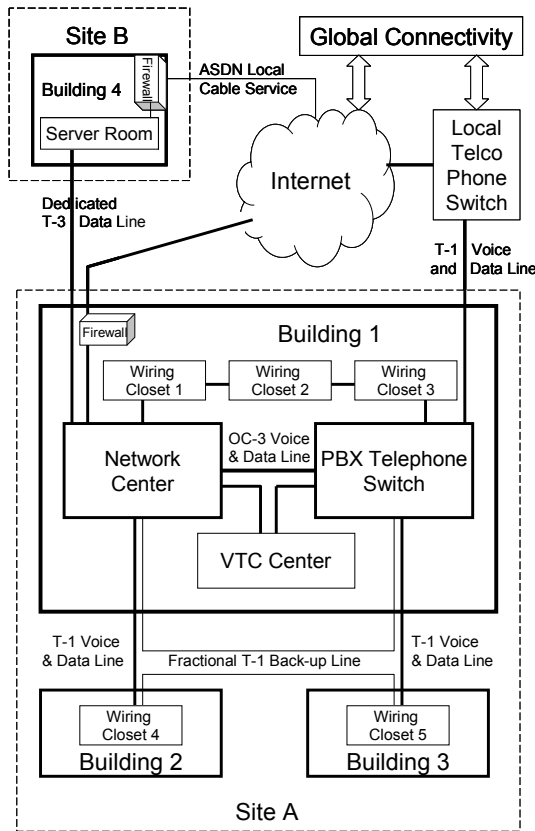 Site B
Building 4
Firewall
Server Room
ASDN Local
Cable Service
Global Connectivity
Internet
Local
Telco
Phone
Switch
Dedicated
T-3 Data Line
T-1 Voice
and Data Line
Firewall
Building 1
Wiring
Closet 1
Wiring
Closet 2
Wiring
Closet 3
Network
Center
OC-3 Voice
& Data Line
PBX Telephone
Switch
VTC Center
T-1 Voice
& Data Line
Fractional T-1 Back-up Line
T-1 Voice
& Data Line
Wiring
Closet 4
Building 2
Wiring
Closet 5
Building 3
Site A